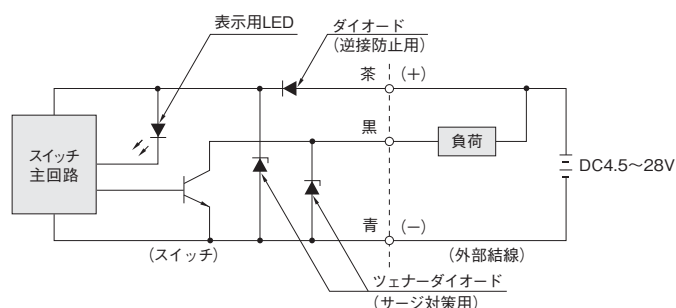 表示用LED
ダイオード
(逆接防止用)
茶 (+)
黒
負荷
スイッチ
主回路
DC4.5〜28V
青 (−)
(スイッチ)
(外部結線)
ツェナーダイオード
(サージ対策用)